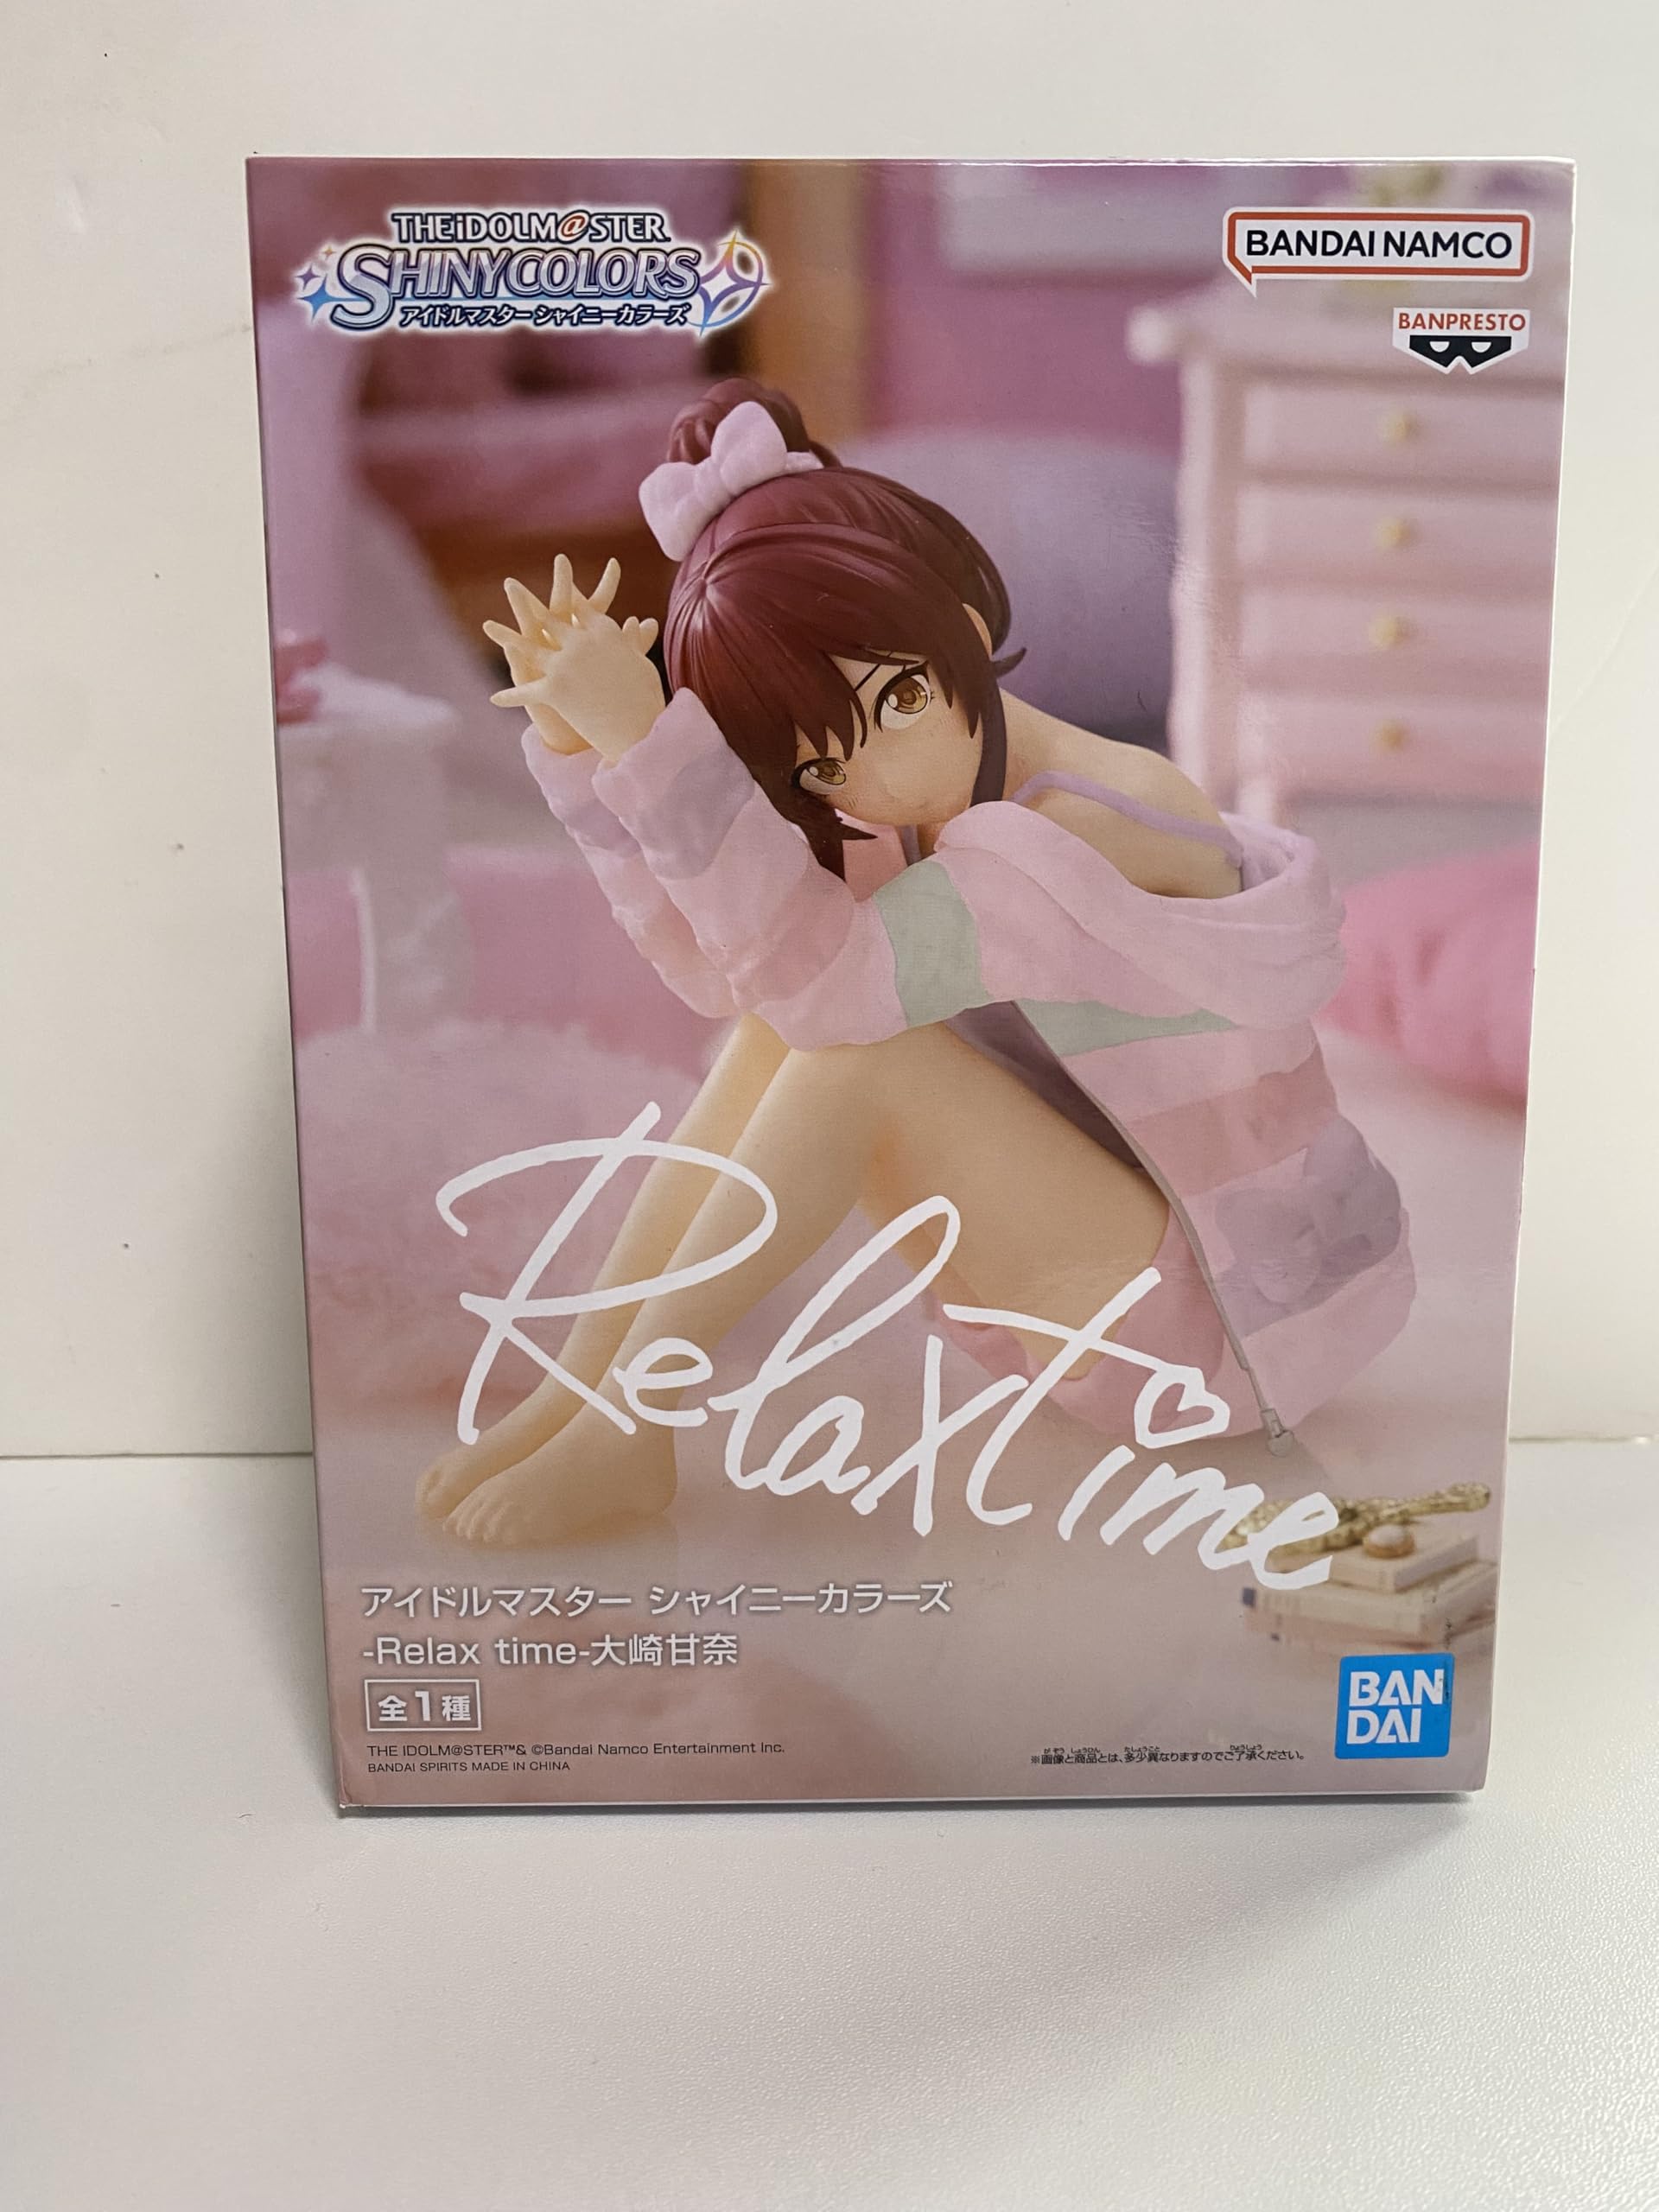 THE iDOLM@STER
SHINY COLORS
アイドルマスター シャイニーカラーズ
BANDAI NAMCO
BANPRESTO
Relax time
アイドルマスター シャイニーカラーズ
-Relax time-大崎甘奈
全1種
THE IDOLM@STER™& ©Bandai Namco Entertainment Inc.
BANDAI SPIRITS MADE IN CHINA
※画像と商品とは、多少異なりますのでご了承ください。
BAN
DAI